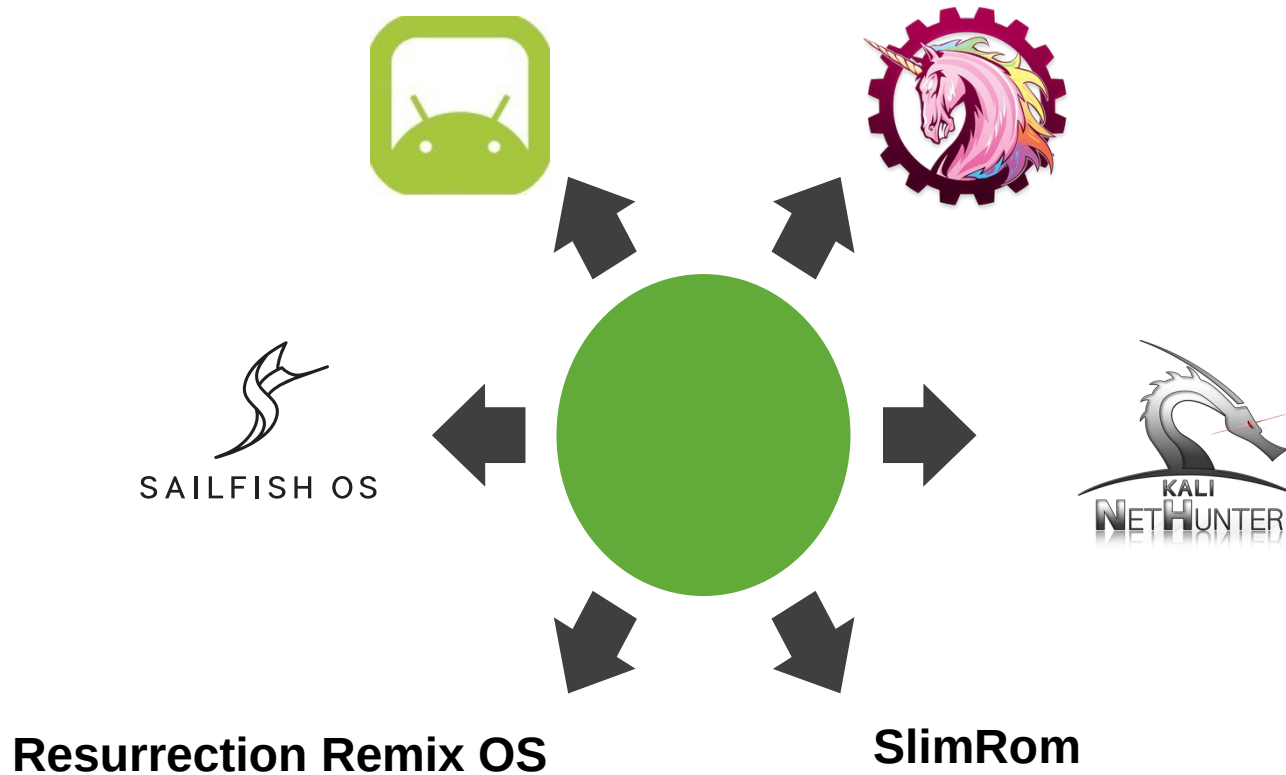 SAILFISH OS
KALI
NETHUNTER
Resurrection Remix OS
SlimRom